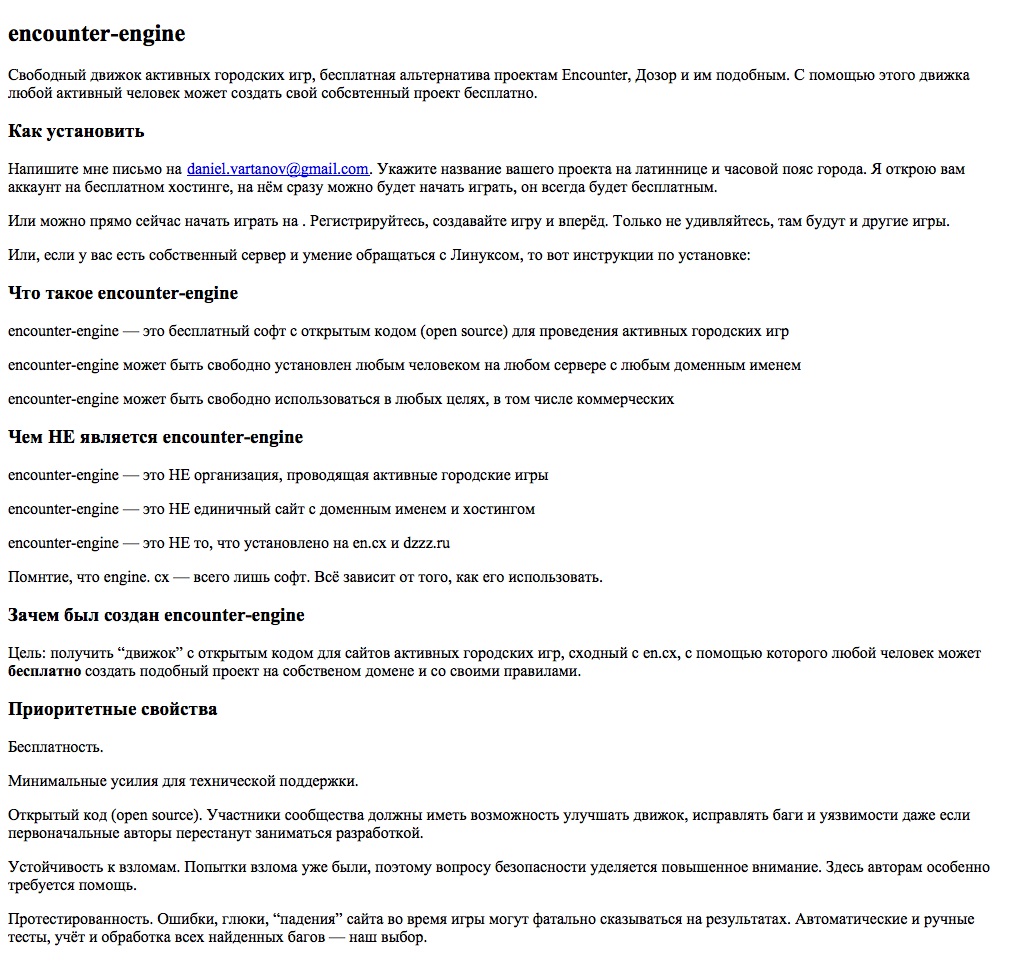 encounter-engine
Свободный движок активных городских игр, бесплатная альтернатива проектам Encounter, Дозор и им подобным. С помощью этого движка
любой активный человек может создать свой собсвтенный проект бесплатно.
Как установить
Напишите мне письмо на daniel.vartanov@gmail.com. Укажите название вашего проекта на латиннице и часовой пояс города. Я открою вам
аккаунт на бесплатном хостинге, на нём сразу можно будет начать играть, он всегда будет бесплатным.
Или можно прямо сейчас начать играть на . Регистрируйтесь, создавайте игру и вперёд. Только не удивляйтесь, там будут и другие игры.
Или, если у вас есть собственный сервер и умение обращаться с Линуксом, то вот инструкции по установке:
Что такое encounter-engine
encounter-engine — это бесплатный софт с открытым кодом (open source) для проведения активных городских игр
encounter-engine может быть свободно установлен любым человеком на любом сервере с любым доменным именем
encounter-engine может быть свободно использоваться в любых целях, в том числе коммерческих
Чем НЕ является encounter-engine
encounter-engine — это НЕ организация, проводящая активные городские игры
encounter-engine — это НЕ единичный сайт с доменным именем и хостингом
encounter-engine — это НЕ то, что установлено на en.cx и dzzz.ru
Помнтие, что engine. cx — всего лишь софт. Всё зависит от того, как его использовать.
Зачем был создан encounter-engine
Цель: получить “движок” с открытым кодом для сайтов активных городских игр, сходный с en.cx, с помощью которого любой человек может
бесплатно создать подобный проект на собственом домене и со своими правилами.
Приоритетные свойства
Бесплатность.
Минимальные усилия для технической поддержки.
Открытый код (open source). Участники сообщества должны иметь возможность улучшать движок, исправлять баги и уязвимости даже если
первоначальные авторы перестанут заниматься разработкой.
Устойчивость к взломам. Попытки взлома уже были, поэтому вопросу безопасности уделяется повышенное внимание. Здесь авторам особенно
требуется помощь.
Протестированность. Ошибки, глюки, “падения” сайта во время игры могут фатально сказываться на результатах. Автоматические и ручные
тесты, учёт и обработка всех найденных багов — наш выбор.